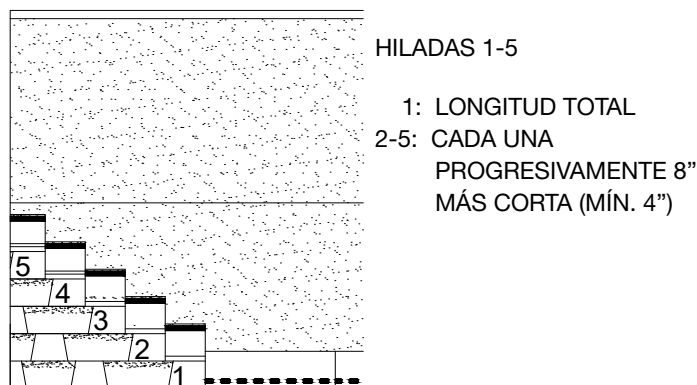 HILADAS 1-5
1: LONGITUD TOTAL
2-5: CADA UNA
PROGRESIVAMENTE 8”
MÁS CORTA (MÍN. 4”)
5
4
3
2
1